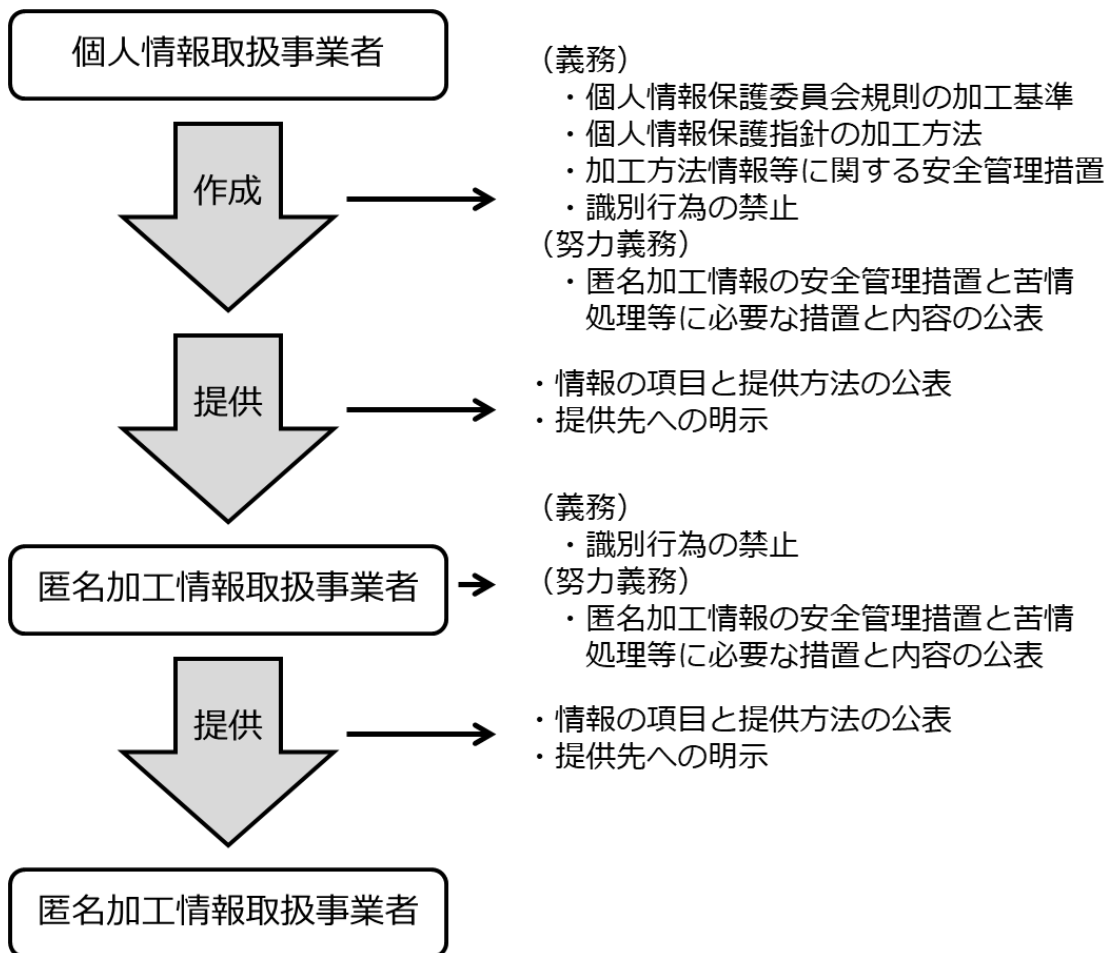 個人情報取扱事業者
（義務）
・個人情報保護委員会規則の加工基準
・個人情報保護指針の加工方法
・加工方法情報等に関する安全管理措置
・識別行為の禁止
（努力義務）
・匿名加工情報の安全管理措置と苦情
処理等に必要な措置と内容の公表
作成
提供
・情報の項目と提供方法の公表
・提供先への明示
匿名加工情報取扱事業者
（義務）
・識別行為の禁止
（努力義務）
・匿名加工情報の安全管理措置と苦情
処理等に必要な措置と内容の公表
提供
・情報の項目と提供方法の公表
・提供先への明示
匿名加工情報取扱事業者